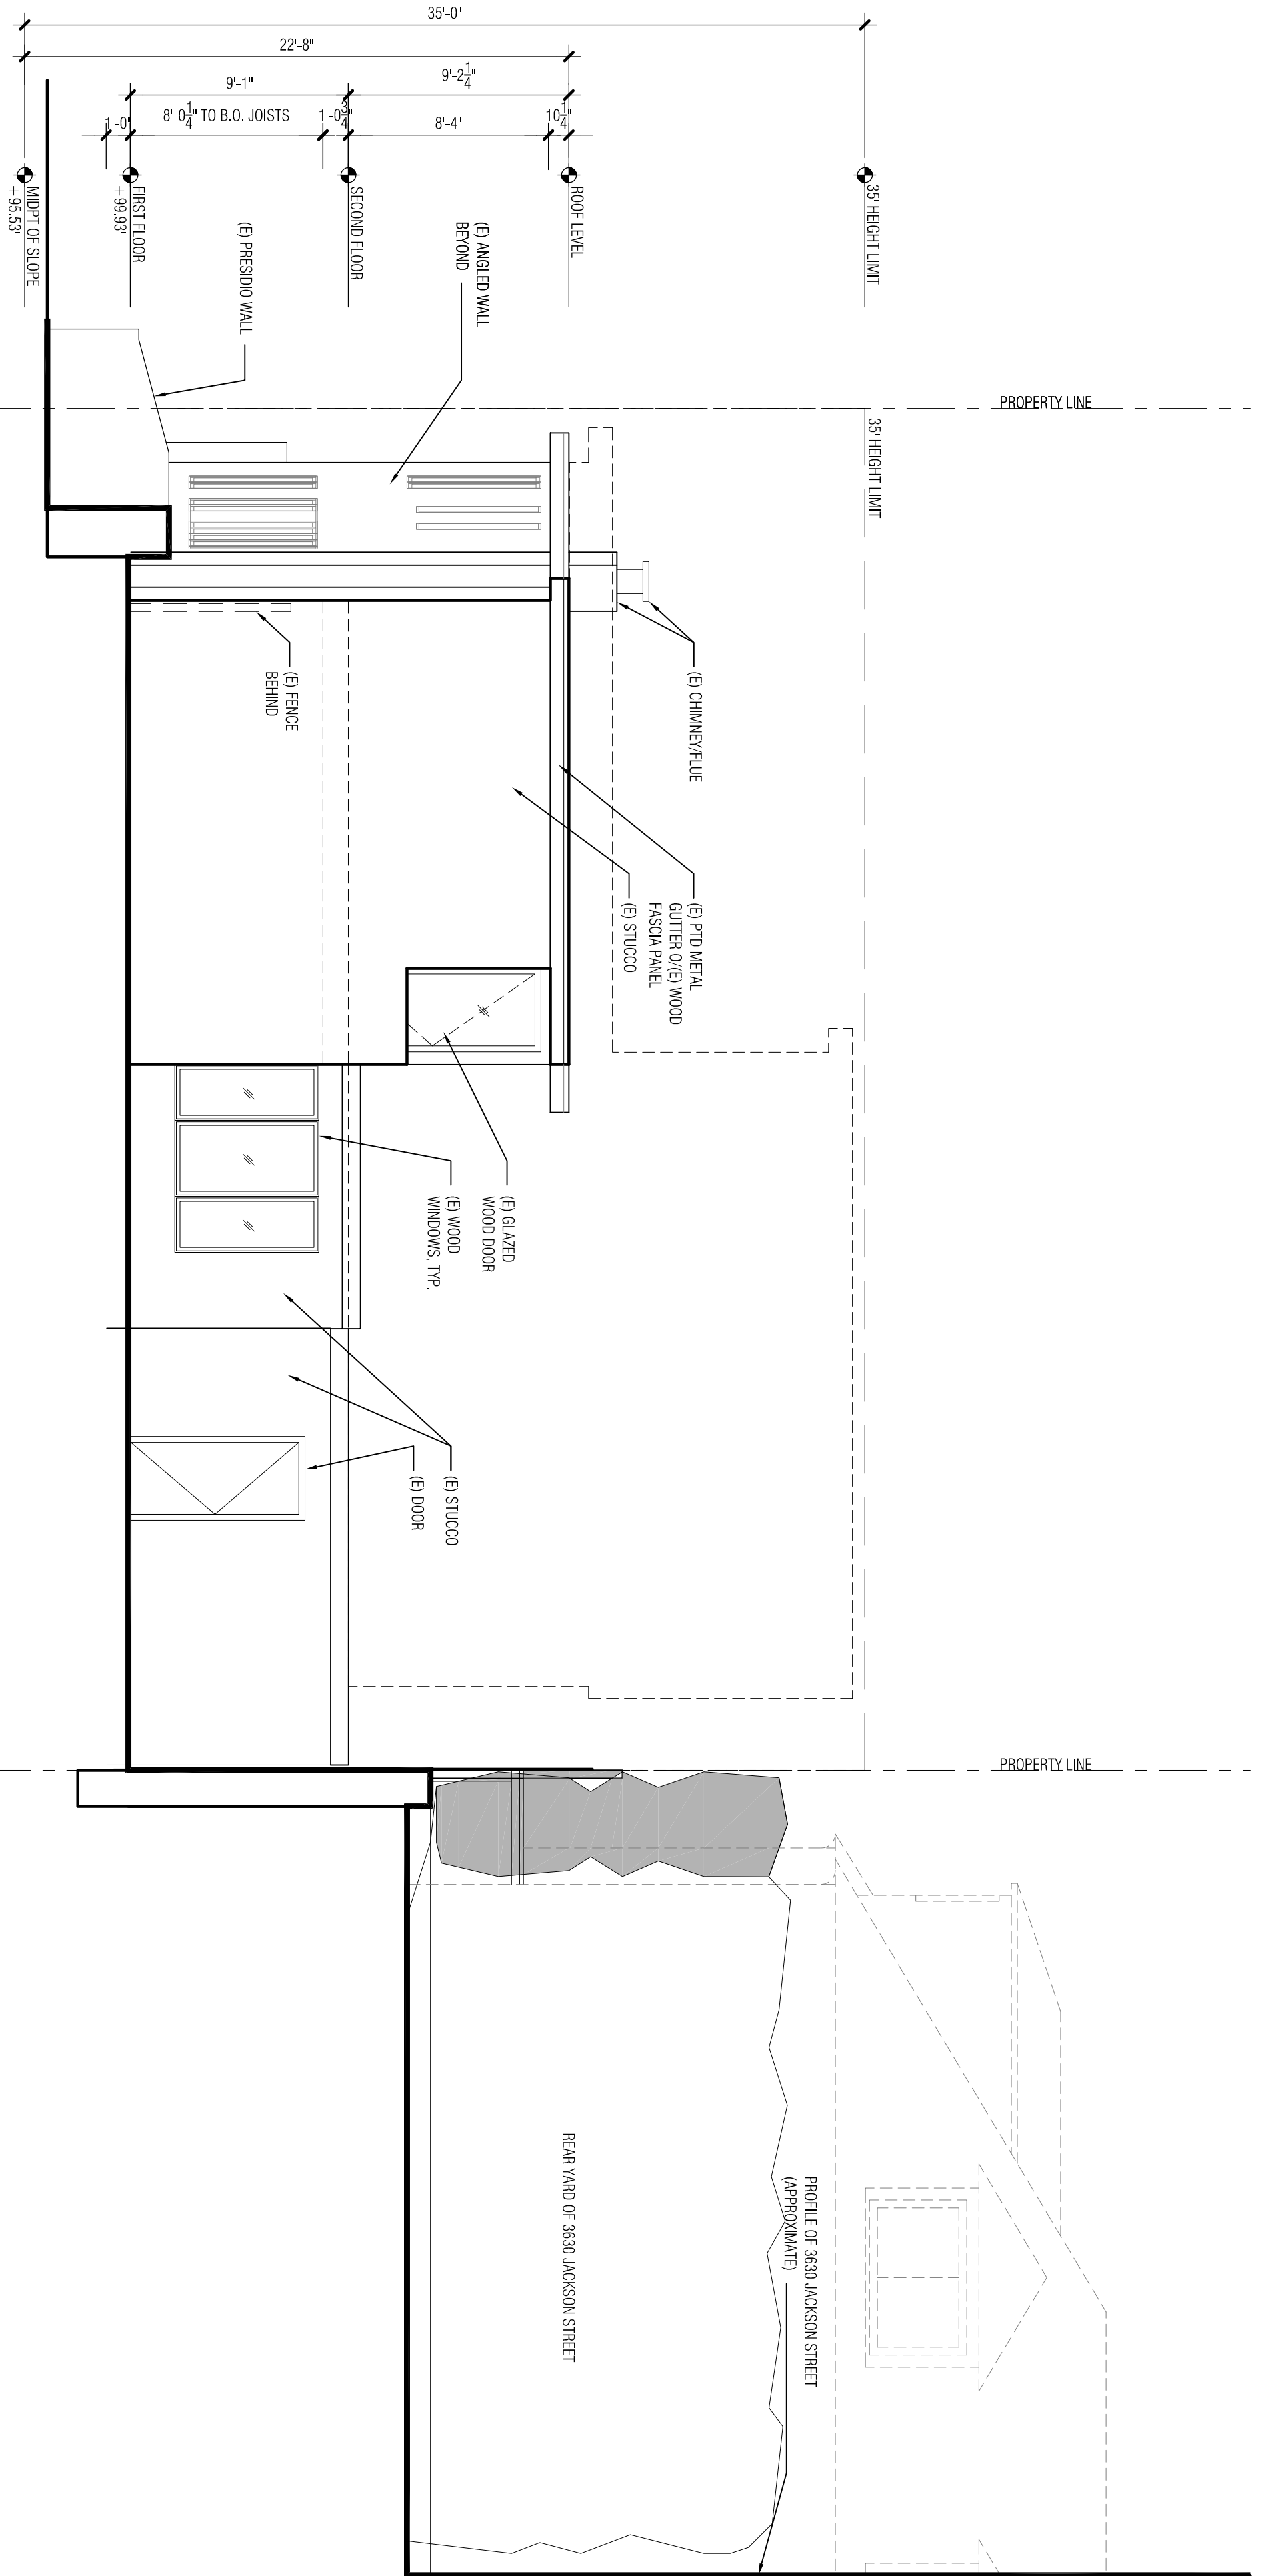 35'-0"
22'-8"
9'-1"
9'-2 1/4"
1'-0"
8'-0 1/4" TO B.O. JOISTS
1'-0 3/4"
8'-4"
10 1/4"
35' HEIGHT LIMIT
ROOF LEVEL
SECOND FLOOR
FIRST FLOOR
+99.93'
MIDPT OF SLOPE
+95.53'
(E) ANGLED WALL
BEYOND
(E) PRESIDIO WALL
PROPERTY LINE
35' HEIGHT LIMIT
(E) CHIMNEY/FLUE
(E) FENCE
BEHIND
(E) PTD METAL
GUTTER O/(E) WOOD
FASCIA PANEL
(E) STUCCO
(E) GLAZED
WOOD DOOR
(E) WOOD
WINDOWS, TYP.
(E) STUCCO
(E) DOOR
PROPERTY LINE
PROFILE OF 3630 JACKSON STREET
(APPROXIMATE)
REAR YARD OF 3630 JACKSON STREET